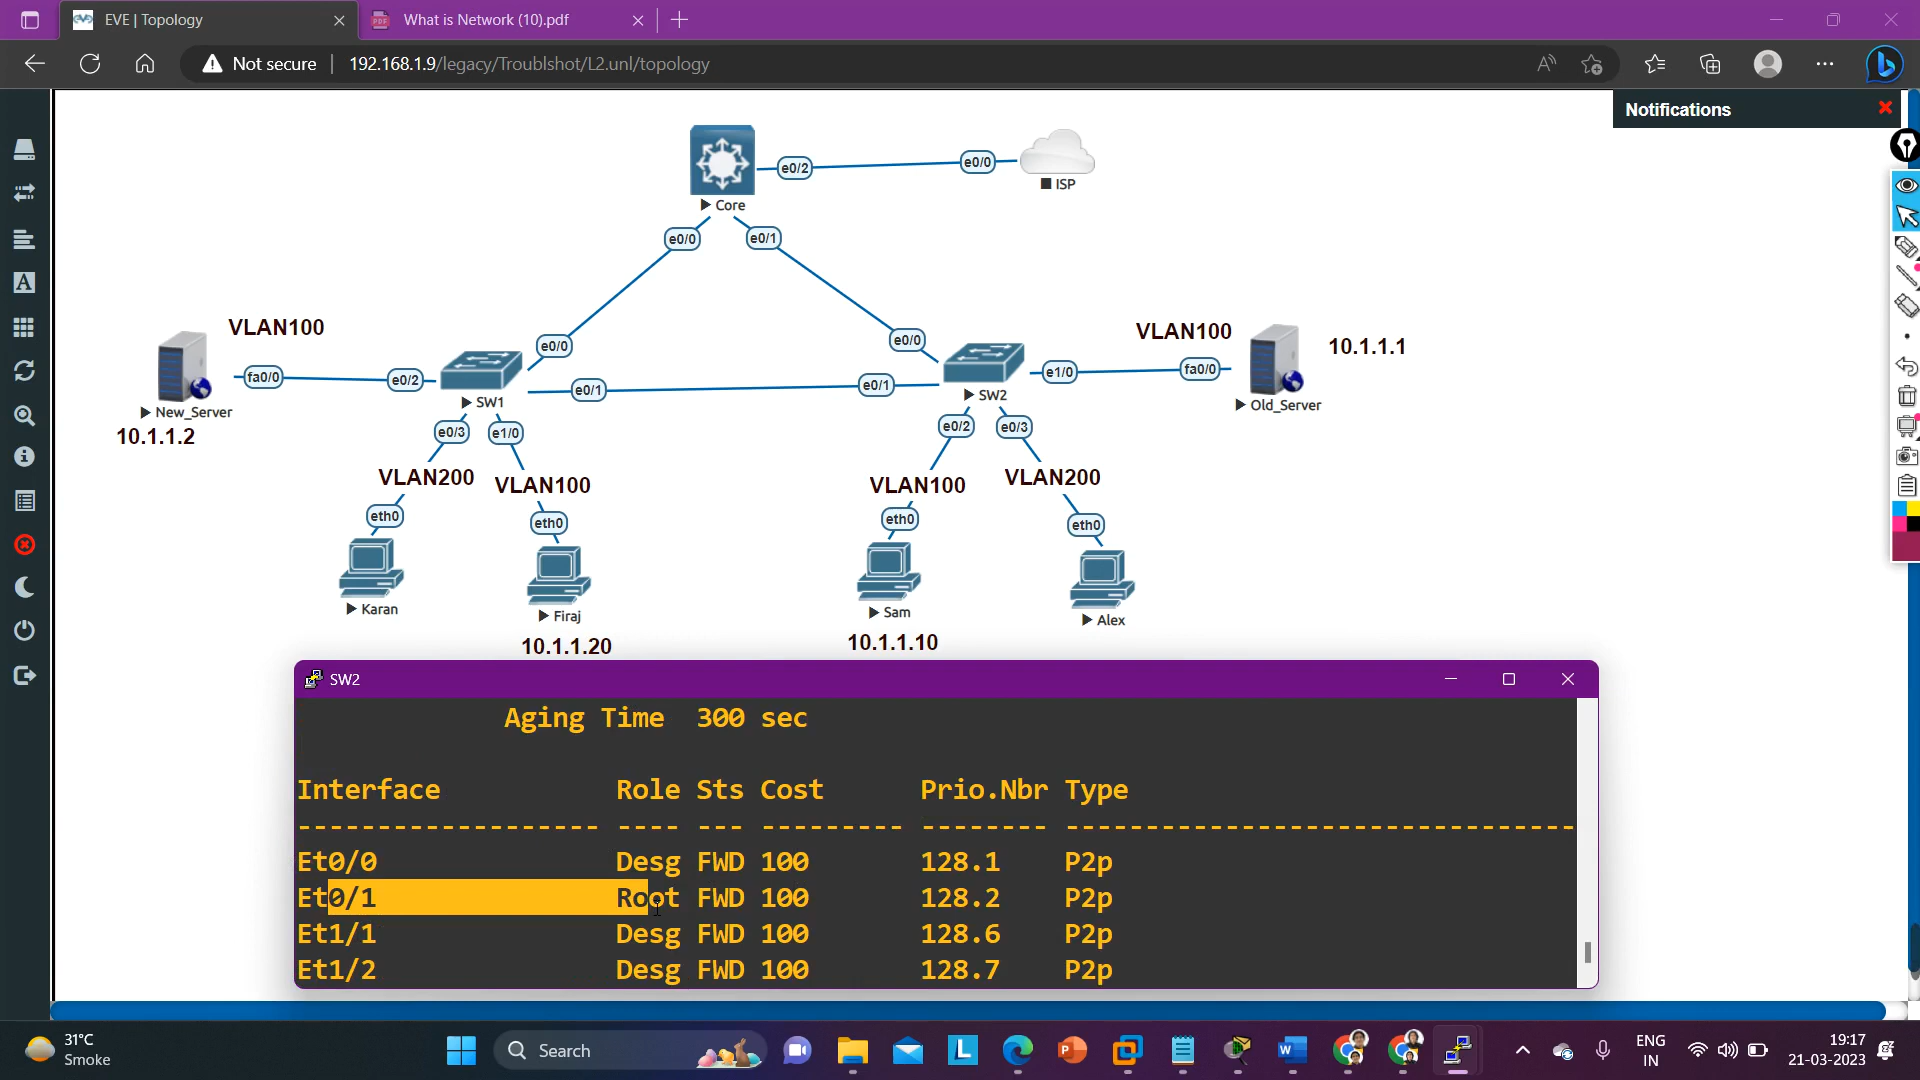 EVE | Topology
What is Network (10).pdf
Not secure
192.168.1.9/legacy/Troublshot/L2.unl/topology
Notifications
e0/2
e0/0
ISP
Core
e0/0
e0/1
VLAN100
e0/0
e0/0
VLAN100
10.1.1.1
fa0/0
e0/2
SW1
e0/1
e0/1
SW2
e1/0
fa0/0
New_Server
Old_Server
10.1.1.2
e0/3
e1/0
e0/2
e0/3
VLAN200
VLAN100
VLAN100
VLAN200
eth0
eth0
eth0
eth0
Karan
Firaj
Sam
Alex
10.1.1.20
10.1.1.10
SW2
Aging Time 300 sec
Interface Role Sts Cost Prio.Nbr Type
------------------- ---- --- --------- -------- --------------------------------
Et0/0 Desg FWD 100 128.1 P2p
Et0/1 Root FWD 100 128.2 P2p
Et1/1 Desg FWD 100 128.6 P2p
Et1/2 Desg FWD 100 128.7 P2p
31°C
Smoke
Search
ENG
IN
19:17
21-03-2023